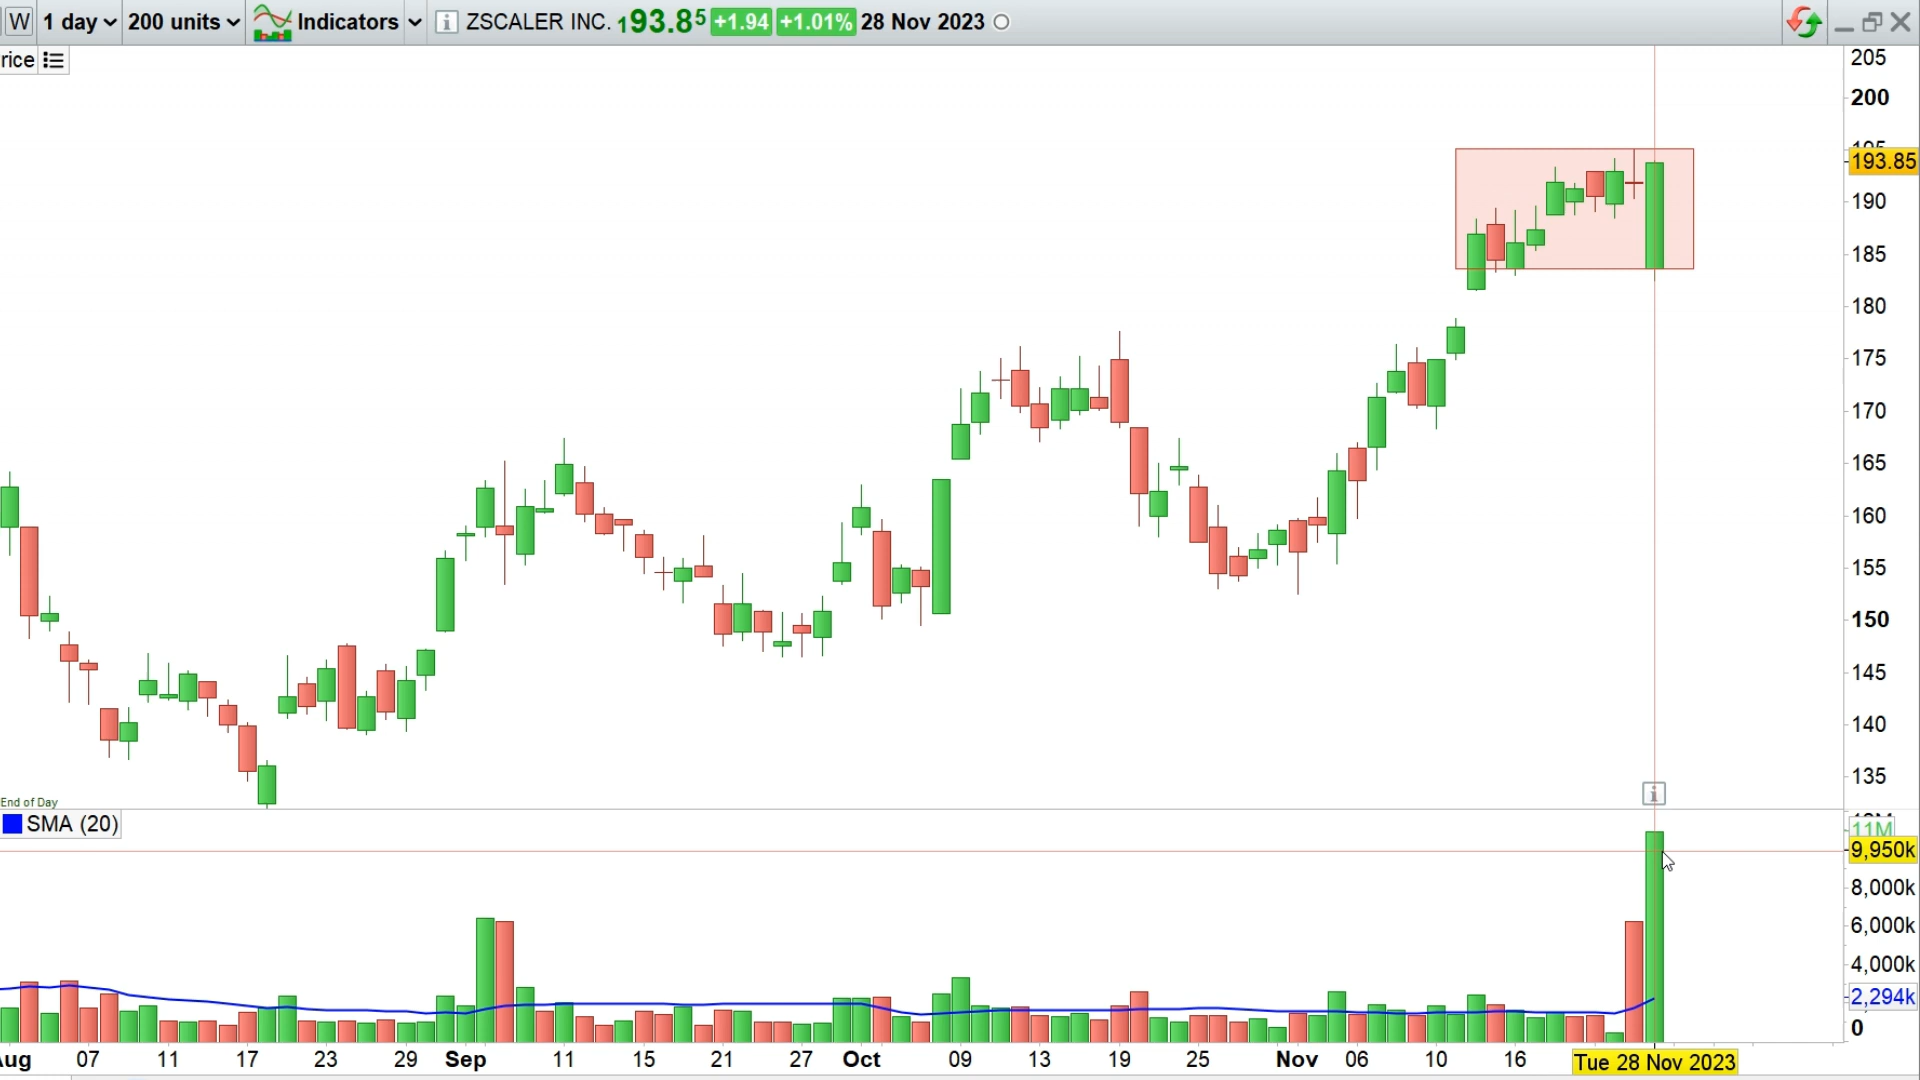 W 1 day 200 units Indicators i ZSCALER INC. 193.85 +1.94 +1.01% 28 Nov 2023
rice
205
200
193.85
190
185
180
175
170
165
160
155
150
145
140
135
End of Day
i
SMA (20)
11M
9,950k
8,000k
6,000k
4,000k
2,294k
0
Aug 07 11 17 23 29 Sep 11 15 21 27 Oct 09 13 19 25 Nov 06 10 16 Tue 28 Nov 2023